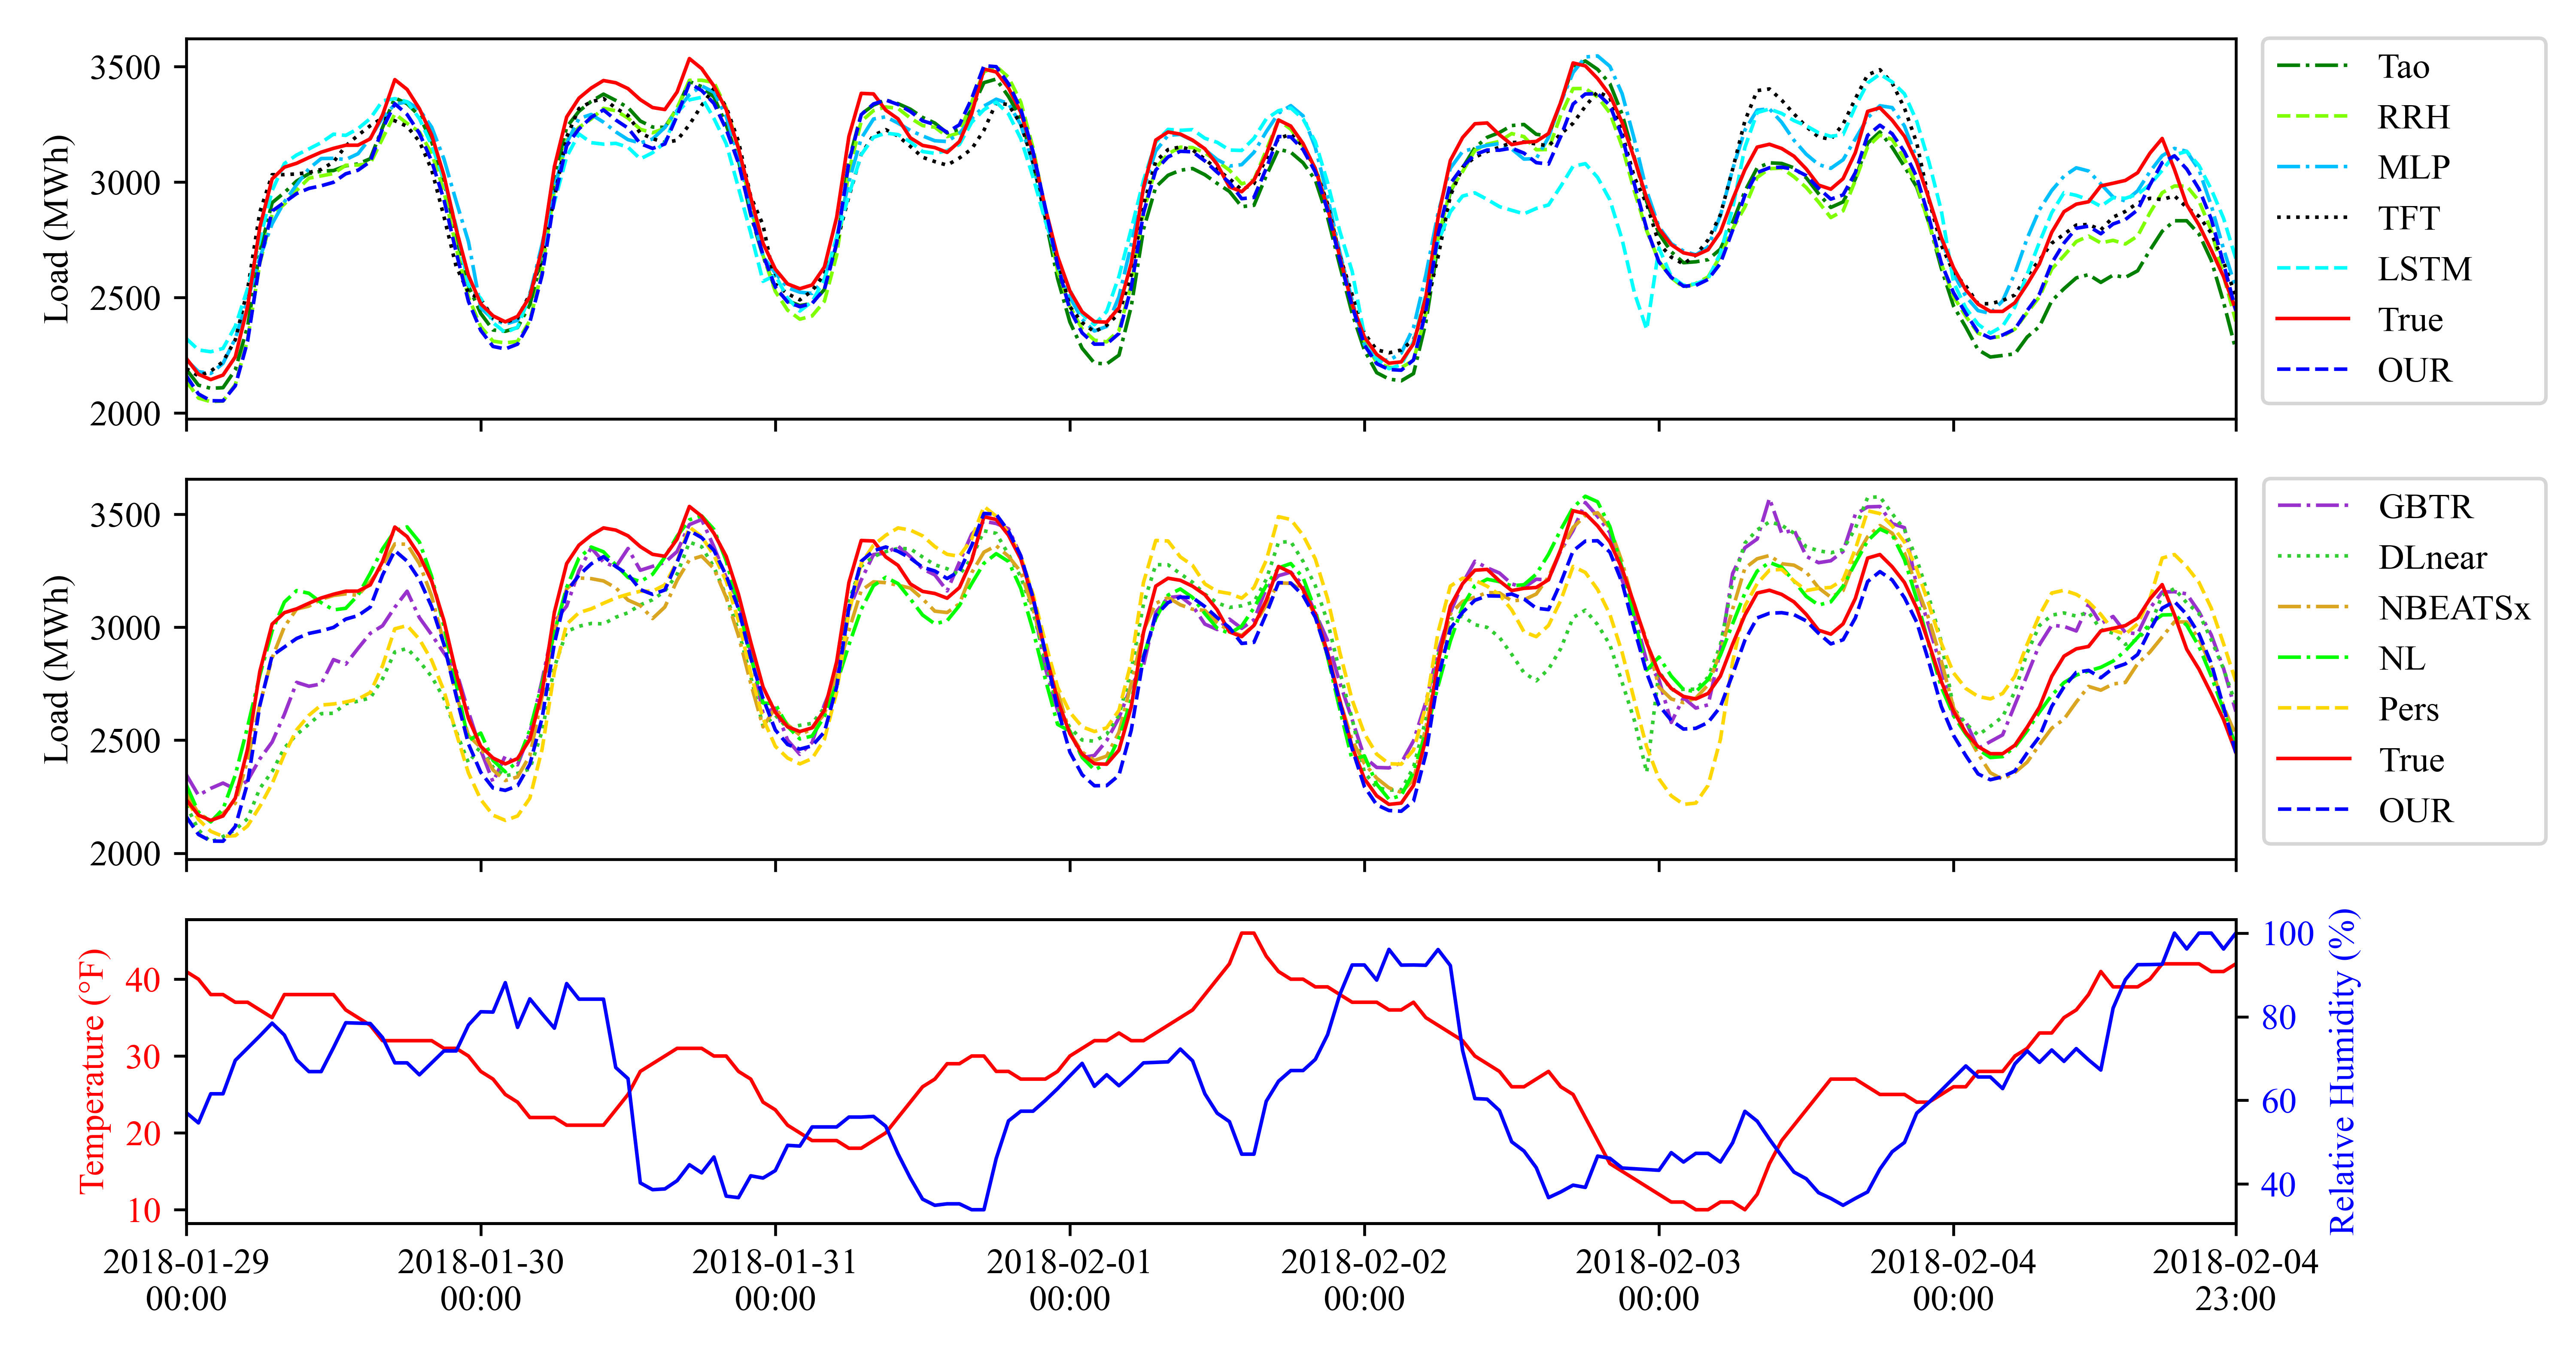 Load (MWh)
3500
3000
2500
2000
Tao
RRH
MLP
TFT
LSTM
True
OUR
Load (MWh)
3500
3000
2500
2000
GBTR
DLnear
NBEATSx
NL
Pers
True
OUR
Temperature (°F)
40
30
20
10
100
80
60
40
Relative Humidity (%)
2018-01-29 2018-01-30 2018-01-31 2018-02-01 2018-02-02 2018-02-03 2018-02-04 2018-02-04
00:00 00:00 00:00 00:00 00:00 00:00 00:00 23:00